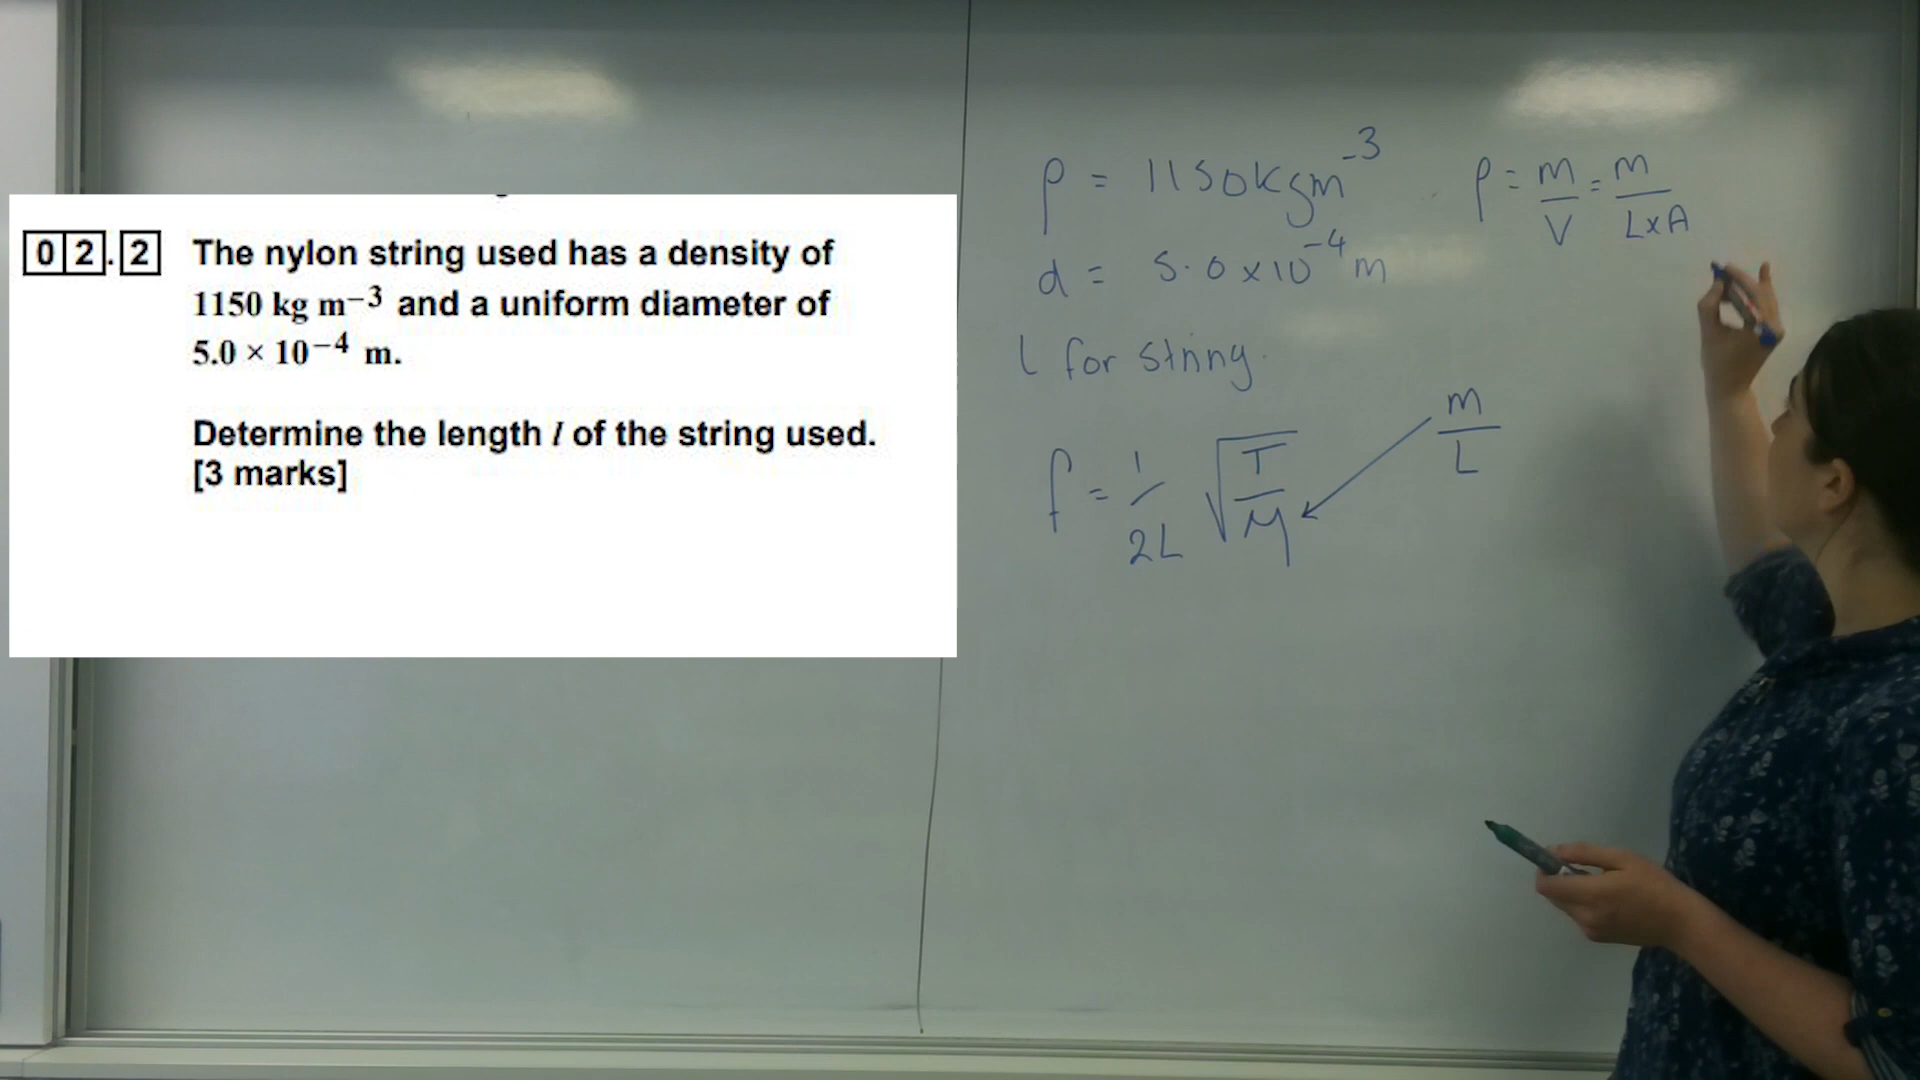 02.2 The nylon string used has a density of
1150 kg m⁻³ and a uniform diameter of
5.0 × 10⁻⁴ m.
Determine the length l of the string used.
[3 marks]
ρ = 1150kgm⁻³
d = 5.0 x 10⁻⁴ m
l for string.
f = 1/2L √T/μ
m/L
ρ = m/V = m/LxA